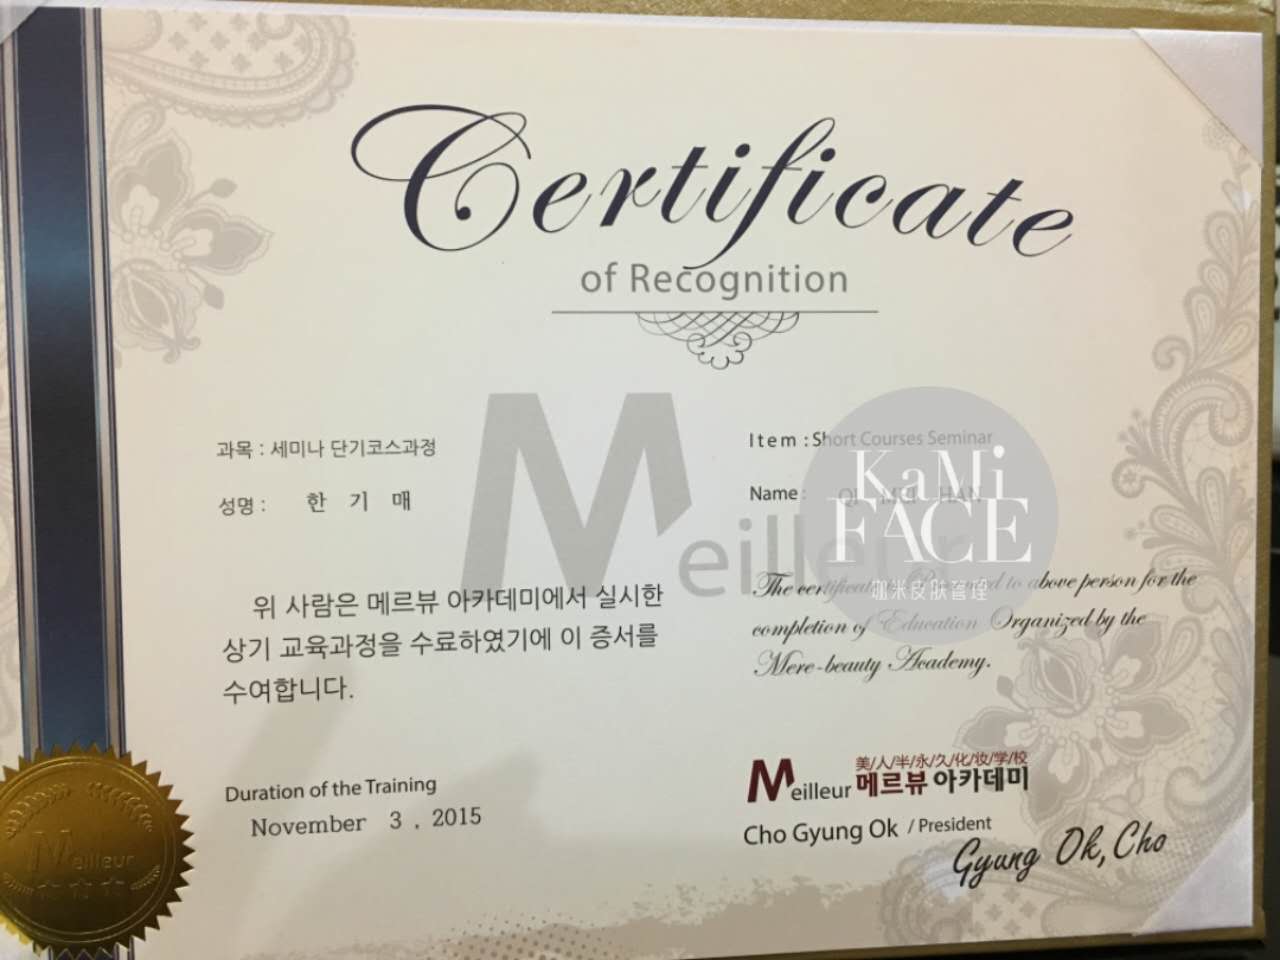 Certificate
of Recognition
과목 : 세미나 단기코스과정
성명 : 한 기 매
위 사람은 메르뷰 아카데미에서 실시한
상기 교육과정을 수료하였기에 이 증서를
수여합니다.
Duration of the Training
November 3 , 2015
Meilleur
Item : Short Courses Seminar
Name : QI MEI HAN
KaMi
FACE
咖米皮肤管理
The certificate is to above person for the
completion of Education Organized by the
Mere-beauty Academy.
美/人/半/永/久/化/妆/学/校
Meilleur 메르뷰 아카데미
Cho Gyung Ok / President
Gyung Ok, Cho
Meilleur